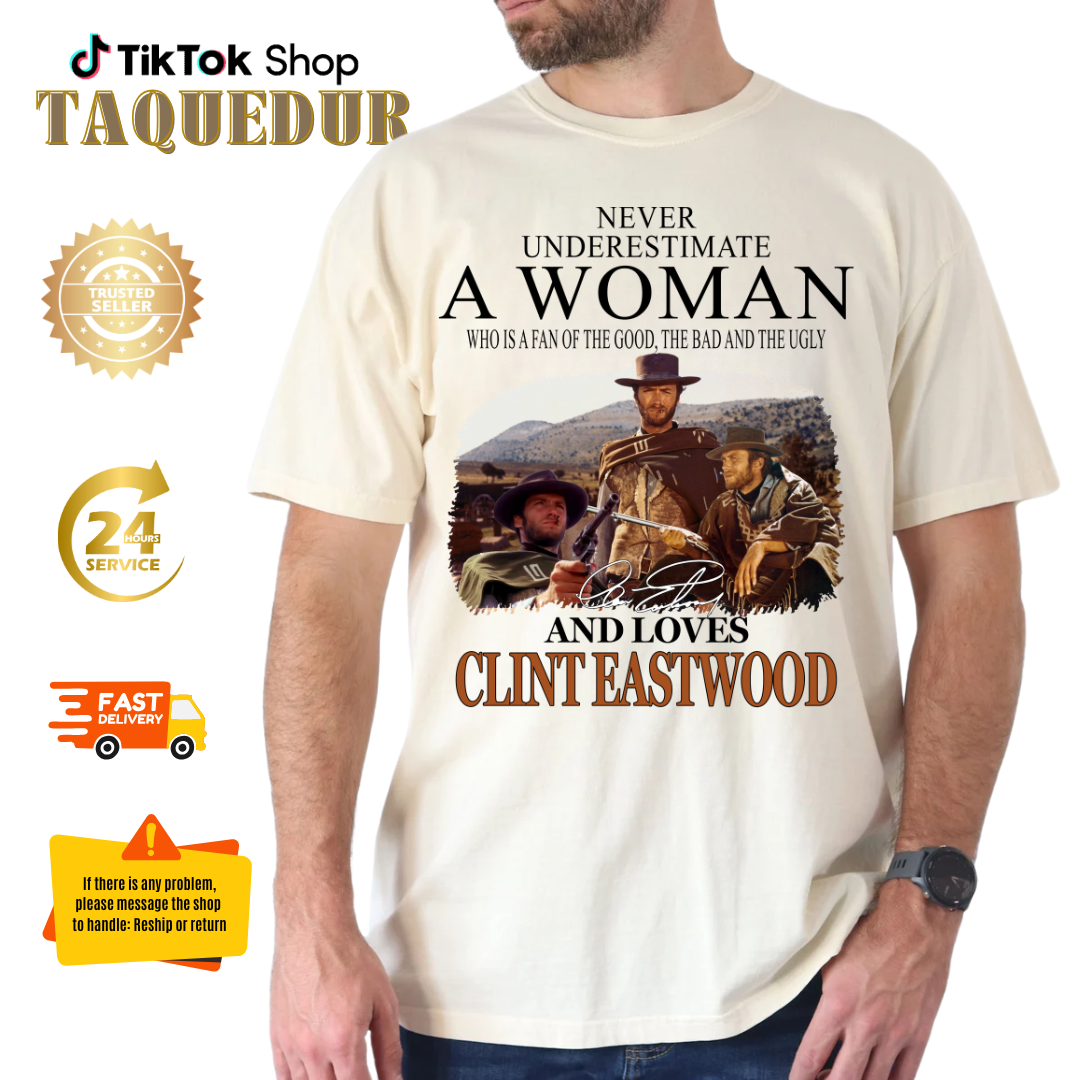 TikTok Shop
TAQUEDUR
TRUSTED
SELLER
24
HOURS
SERVICE
FAST
DELIVERY
If there is any problem,
please message the shop
to handle: Reship or return
NEVER
UNDERESTIMATE
A WOMAN
WHO IS A FAN OF THE GOOD, THE BAD AND THE UGLY
AND LOVES
CLINT EASTWOOD